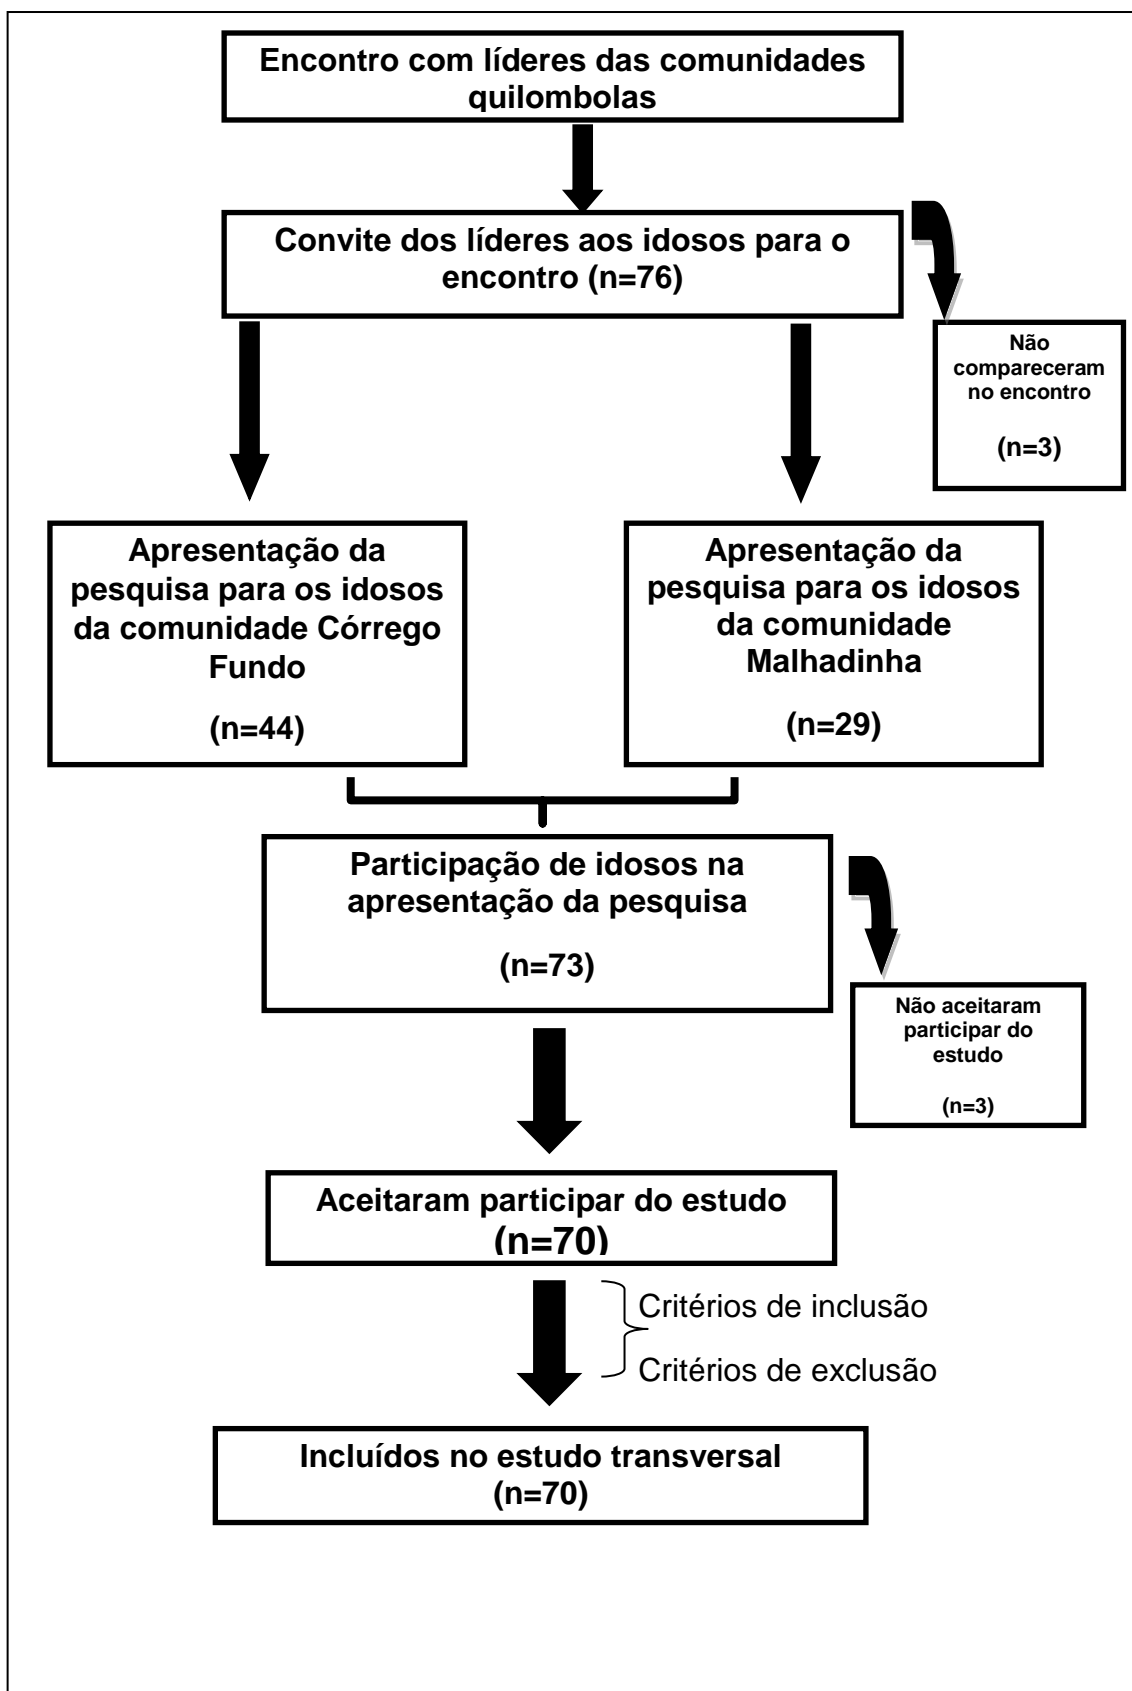 Encontro com líderes das comunidades
quilombolas
Convite dos líderes aos idosos para o
encontro (n=76)
Não
compareceram
no encontro
(n=3)
Apresentação da
pesquisa para os idosos
da comunidade Córrego
Fundo
(n=44)
Apresentação da
pesquisa para os idosos
da comunidade
Malhadinha
(n=29)
Participação de idosos na
apresentação da pesquisa
(n=73)
Não aceitaram
participar do
estudo
(n=3)
Aceitaram participar do estudo
(n=70)
Critérios de inclusão
Critérios de exclusão
Incluídos no estudo transversal
(n=70)